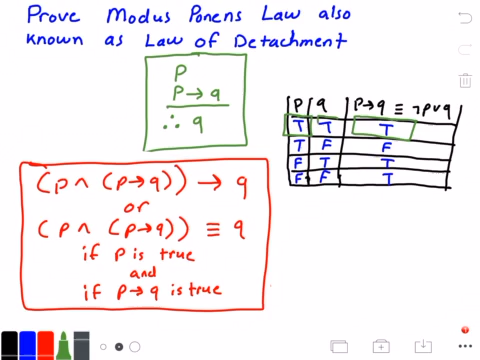 Prove Modus Ponens Law also
known as Law of Detachment
P
P → q
∴ q
P q P → q ≡ ¬p ∨ q
T T T
T F F
F T T
F F T
(p ∧ (p → q)) → q
or
(p ∧ (p → q)) ≡ q
if P is true
and
if P → q is true